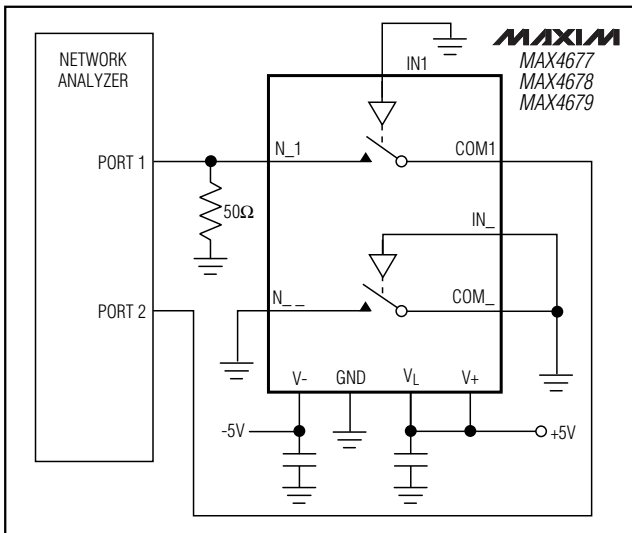 MAXIM
MAX4677
MAX4678
MAX4679
NETWORK
ANALYZER
IN1
PORT 1
N_1
COM1
50Ω
IN_
PORT 2
N_ _
COM_
V-
GND
VL
V+
-5V
+5V